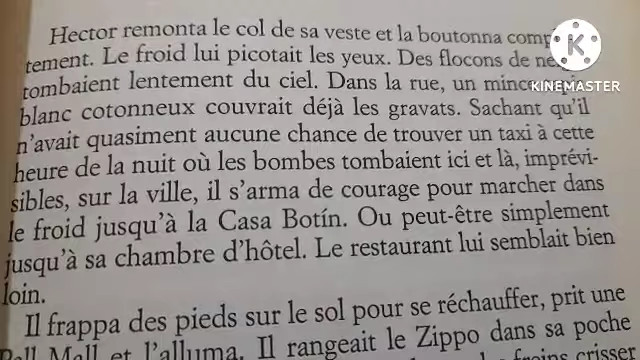 Hector remonta le col de sa veste et la boutonna
tement. Le froid lui picotait les yeux. Des flocons de
tombaient lentement du ciel. Dans la rue, un mince
blanc cotonneux couvrait déjà les gravats. Sachant qu'il
n'avait quasiment aucune chance de trouver un taxi à cette
heure de la nuit où les bombes tombaient ici et là, imprévi-
sibles, sur la ville, il s'arma de courage pour marcher dans
le froid jusqu'à la Casa Botín. Ou peut-être simplement
jusqu'à sa chambre d'hôtel. Le restaurant lui semblait bien
loin.
Il frappa des pieds sur le sol pour se réchauffer, prit une
Pall Mall et l'alluma. Il rangeait le Zippo dans sa poche
freins crisser
KINEMASTER